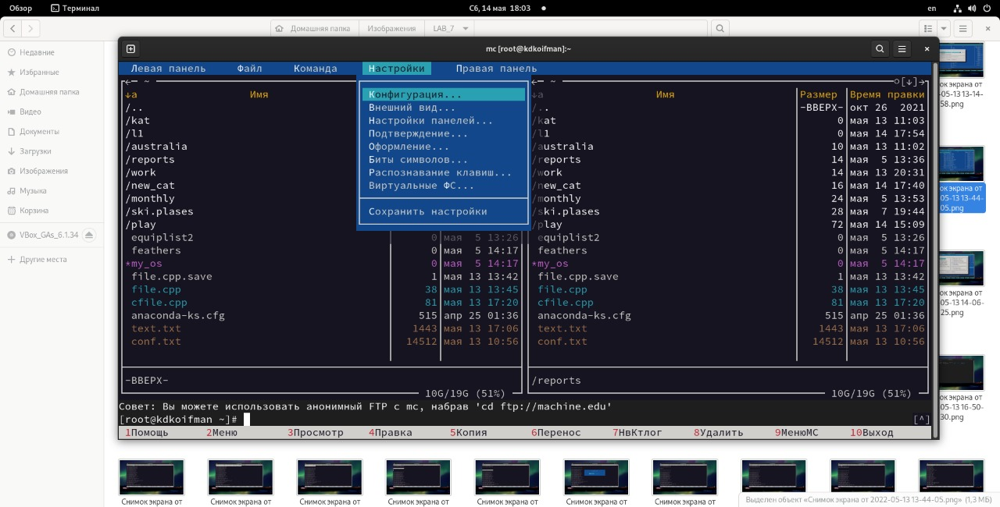 Обзор Терминал Сб, 14 мая 18:03 en
Домашняя папка Изображения LAB_7
Недавние
Избранные
Домашняя папка
Видео
Документы
Загрузки
Изображения
Музыка
Корзина
VBox_GAs_6.1.34
Другие места
mc [root@kdkoifman]:~
Левая панель Файл Команда Настройки Правая панель
Конфигурация...
Внешний вид...
Настройки панелей...
Подтверждение...
Оформление...
Биты символов...
Распознавание клавиш...
Виртуальные ФС...
Сохранить настройки
←─ ~
↓а Имя
/..
/kat
/l1
/australia
/reports
/work
/new_cat
/monthly
/ski.plases
/play
equiplist2 0 мая 5 13:26
feathers 0 мая 5 14:17
*my_os 0 мая 5 14:17
file.cpp.save 1 мая 13 13:42
file.cpp 38 мая 13 13:45
cfile.cpp 81 мая 13 17:20
anaconda-ks.cfg 515 апр 25 01:36
text.txt 1443 мая 13 17:06
conf.txt 14512 мая 13 10:56
-ВВЕРХ-
10G/19G (51%)
←─ ~ [↓]→
↓а Имя Размер Время правки
/.. -ВВЕРХ- окт 26 2021
/kat 0 мая 13 11:03
/l1 0 мая 14 17:54
/australia 10 мая 13 11:02
/reports 14 мая 5 13:36
/work 14 мая 13 20:31
/new_cat 16 мая 14 17:40
/monthly 24 мая 5 13:53
/ski.plases 28 мая 7 19:44
/play 72 мая 14 15:09
equiplist2 0 мая 5 13:26
feathers 0 мая 5 14:17
*my_os 0 мая 5 14:17
file.cpp.save 1 мая 13 13:42
file.cpp 38 мая 13 13:45
cfile.cpp 81 мая 13 17:20
anaconda-ks.cfg 515 апр 25 01:36
text.txt 1443 мая 13 17:06
conf.txt 14512 мая 13 10:56
/reports
10G/19G (51%)
Совет: Вы можете использовать анонимный FTP с mc, набрав 'cd ftp://machine.edu'
[root@kdkoifman ~]# [^]
1Помощь 2Меню 3Просмотр 4Правка 5Копия 6Перенос 7НвКтлог 8Удалить 9МенюМС 10Выход
ок экрана от
-05-13 13-14-
58.png
ок экрана от
-05-13 13-44-
05.png
ок экрана от
-05-13 14-06-
25.png
ок экрана от
-05-13 16-50-
30.png
Снимок экрана от Снимок экрана от Снимок экрана от Снимок экрана от Снимок экрана от Снимок экрана от Снимок экрана от
Выделен объект «Снимок экрана от 2022-05-13 13-44-05.png» (1,3 МБ)